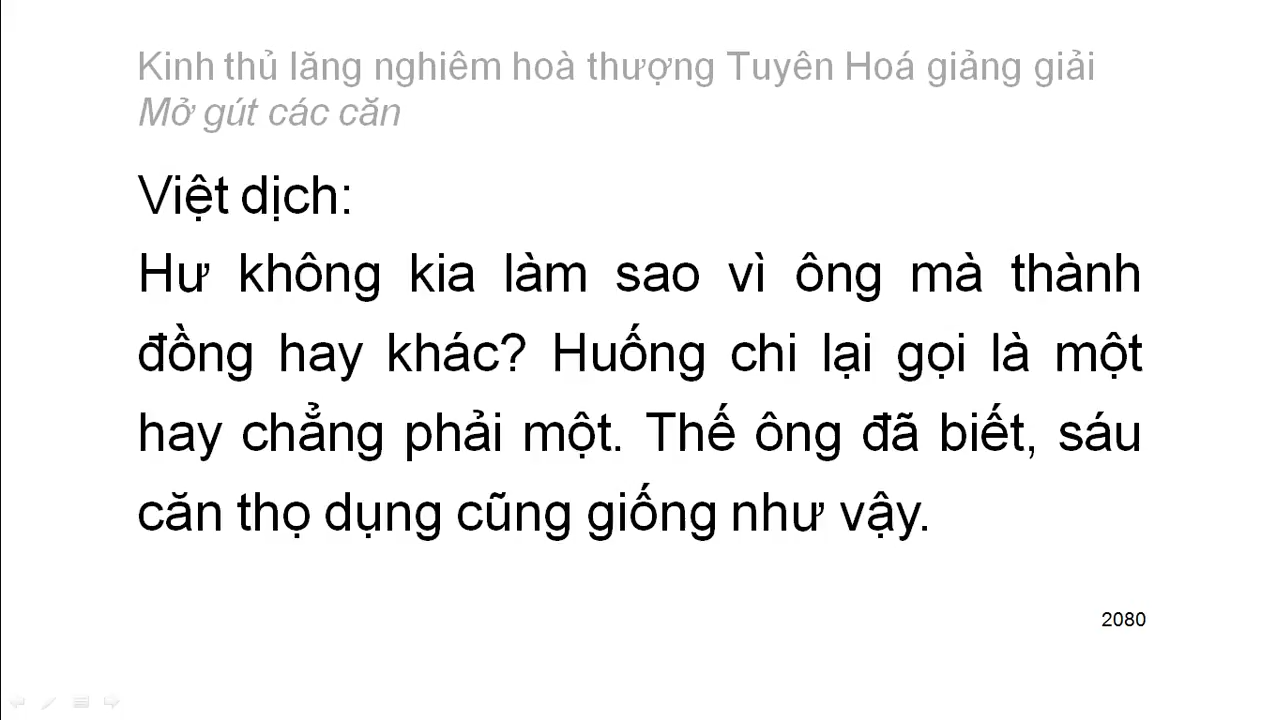 Kinh thủ lăng nghiêm hoà thượng Tuyên Hoá giảng giải
Mở gút các căn
Việt dịch:
Hư không kia làm sao vì ông mà thành
đồng hay khác? Huống chi lại gọi là một
hay chẳng phải một. Thế ông đã biết, sáu
căn thọ dụng cũng giống như vậy.
2080